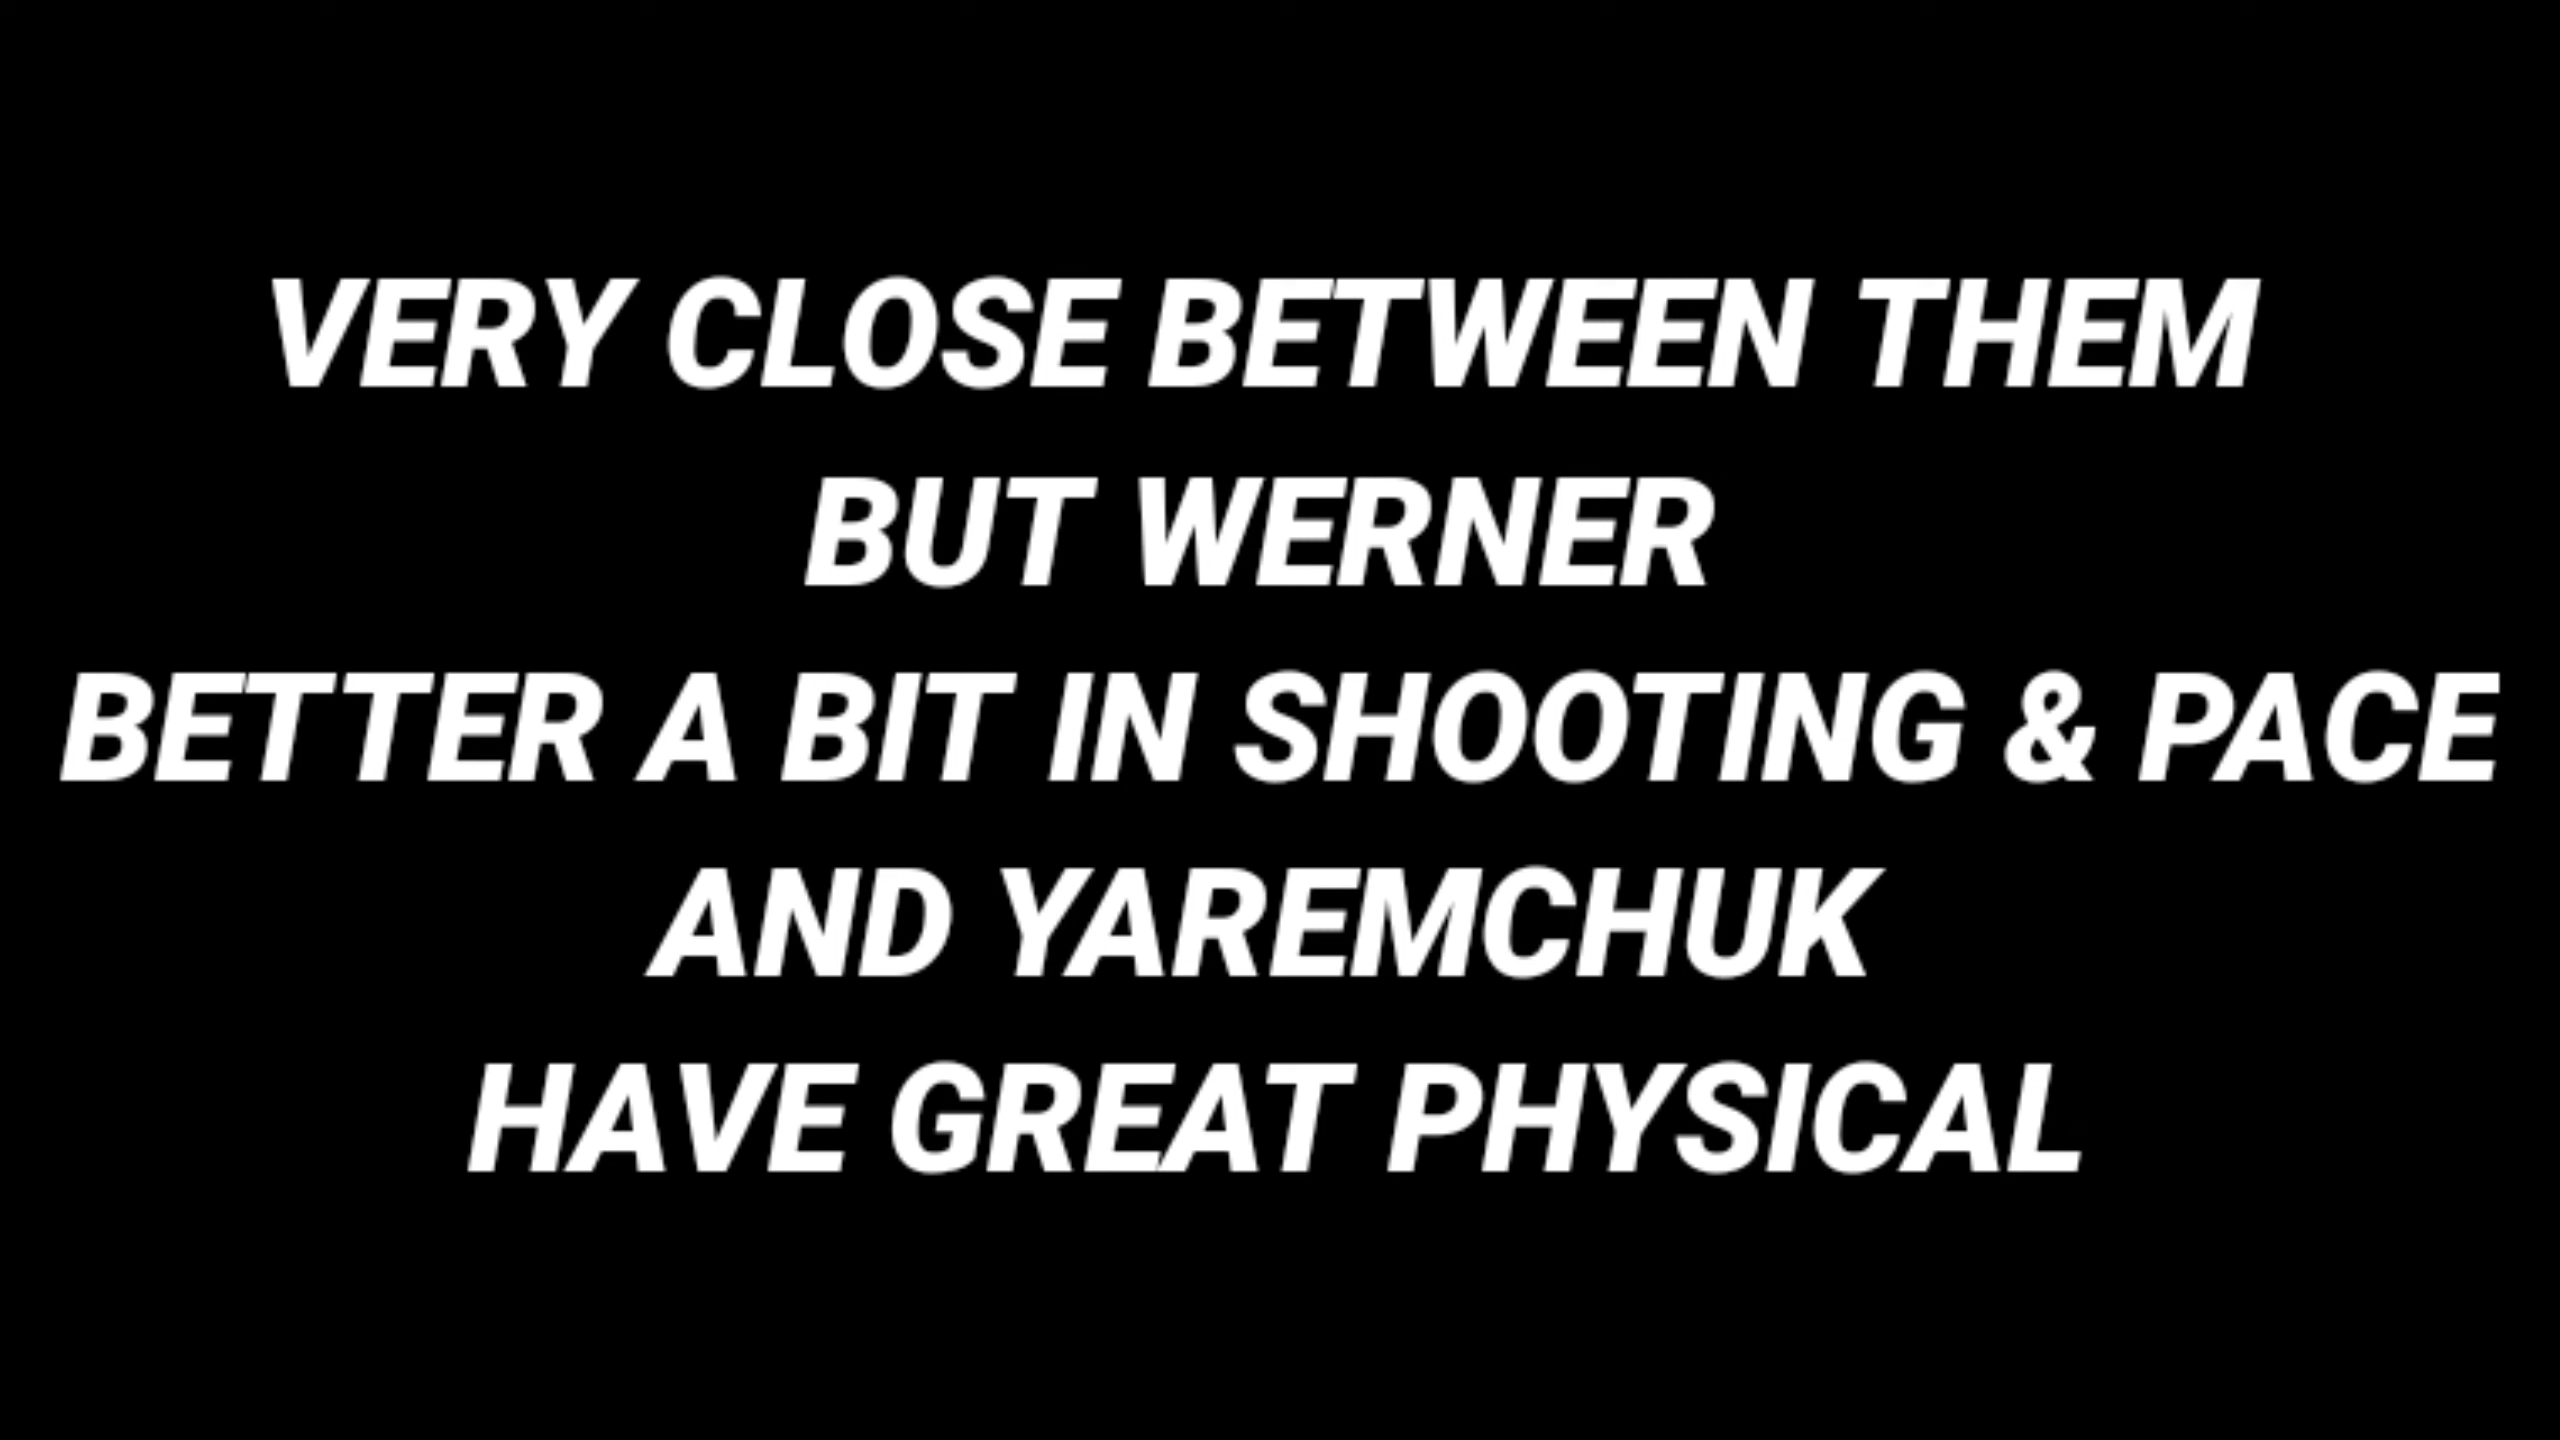 VERY CLOSE BETWEEN THEM
BUT WERNER
BETTER A BIT IN SHOOTING & PACE
AND YAREMCHUK
HAVE GREAT PHYSICAL